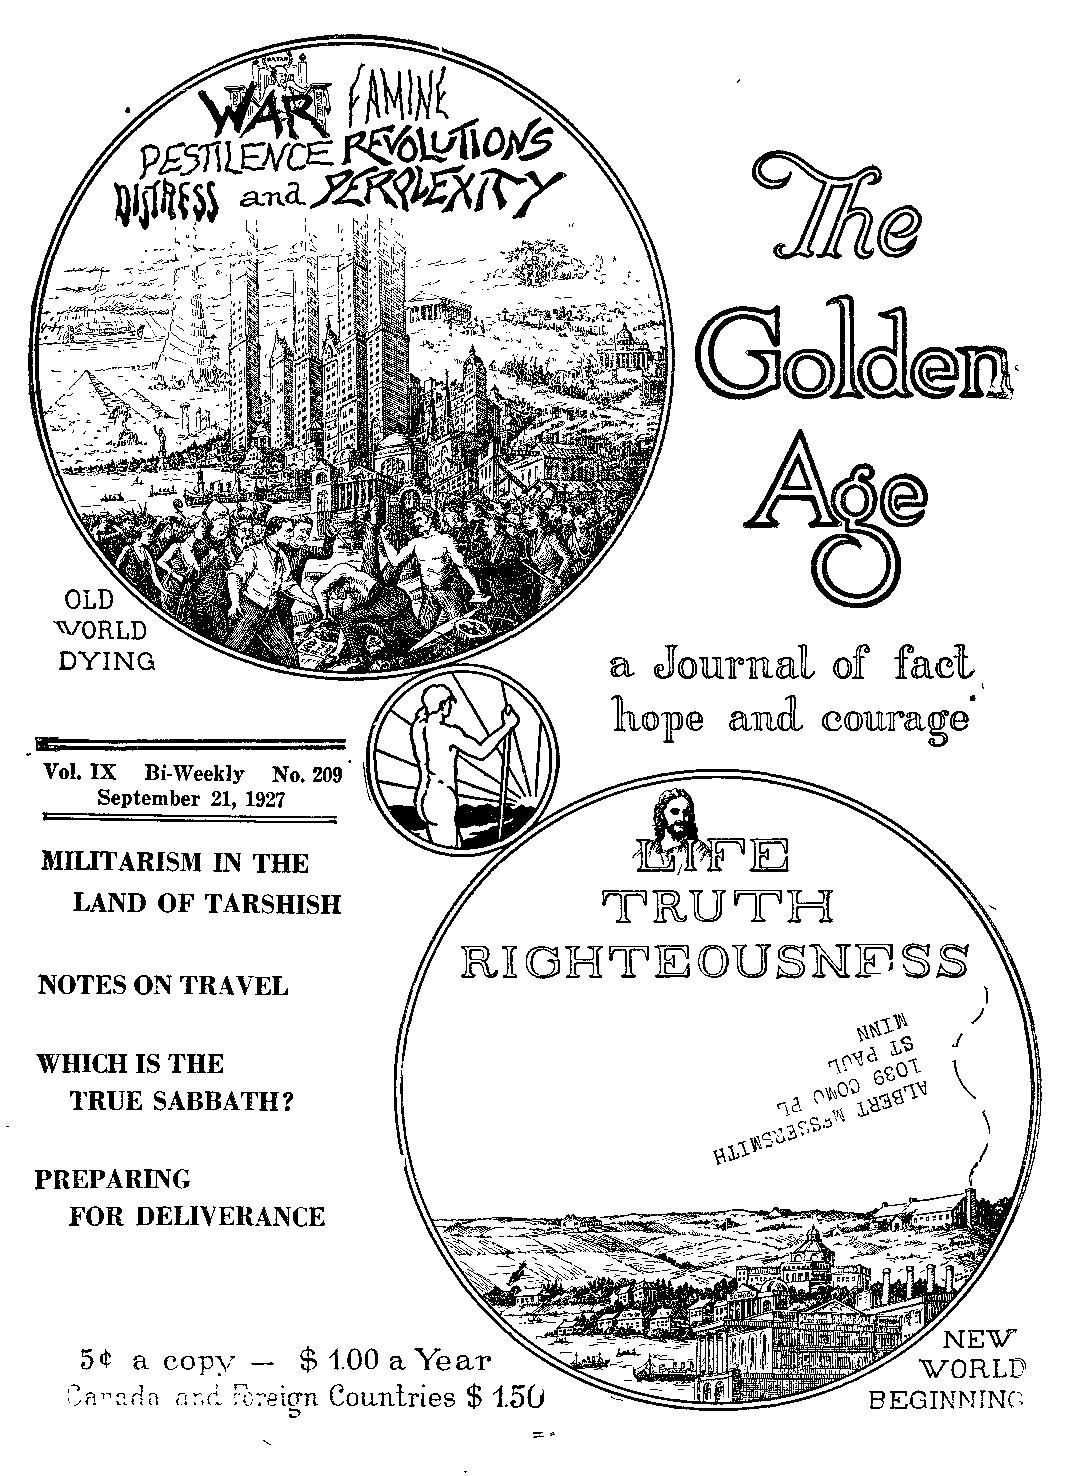 SATAN
WAR FAMINE
PESTILENCE REVOLUTIONS
DISTRESS and PERPLEXITY
The
Golden
Age
OLD
WORLD
DYING
a Journal of fact
hope and courage
Vol. IX Bi-Weekly No. 209
September 21, 1927
MILITARISM IN THE
LAND OF TARSHISH
NOTES ON TRAVEL
WHICH IS THE
TRUE SABBATH?
PREPARING
FOR DELIVERANCE
LIFE
TRUTH
RIGHTEOUSNESS
ALBERT MESSERSMITH
1039 COMO PL
ST PAUL
MINN
5¢ a copy — $ 1.00 a Year
Canada and Foreign Countries $ 1.50
NEW
WORLD
BEGINNING